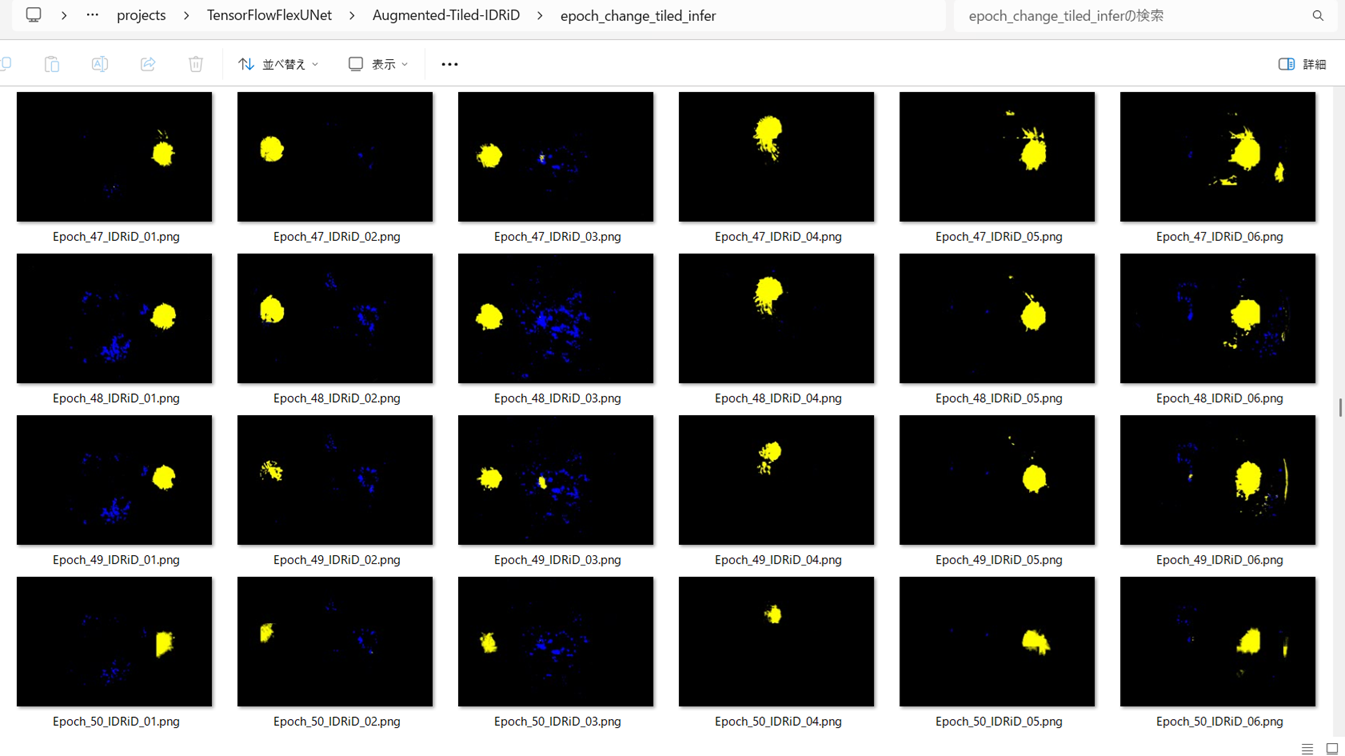 … projects > TensorFlowFlexUNet > Augmented-Tiled-IDRiD > epoch_change_tiled_infer
epoch_change_tiled_inferの検索
並べ替え 表示 …
詳細
Epoch_47_IDRiD_01.png Epoch_47_IDRiD_02.png Epoch_47_IDRiD_03.png Epoch_47_IDRiD_04.png Epoch_47_IDRiD_05.png Epoch_47_IDRiD_06.png
Epoch_48_IDRiD_01.png Epoch_48_IDRiD_02.png Epoch_48_IDRiD_03.png Epoch_48_IDRiD_04.png Epoch_48_IDRiD_05.png Epoch_48_IDRiD_06.png
Epoch_49_IDRiD_01.png Epoch_49_IDRiD_02.png Epoch_49_IDRiD_03.png Epoch_49_IDRiD_04.png Epoch_49_IDRiD_05.png Epoch_49_IDRiD_06.png
Epoch_50_IDRiD_01.png Epoch_50_IDRiD_02.png Epoch_50_IDRiD_03.png Epoch_50_IDRiD_04.png Epoch_50_IDRiD_05.png Epoch_50_IDRiD_06.png